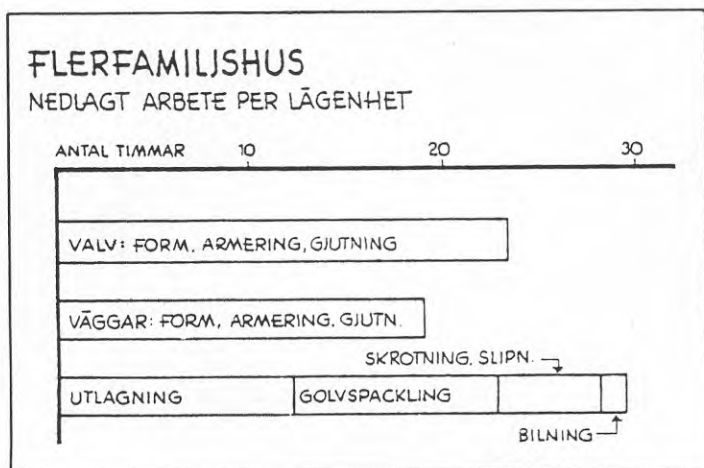 FLERFAMILJSHUS
NEDLAGT ARBETE PER LÄGENHET
ANTAL TIMMAR 10 20 30
VALV: FORM, ARMERING, GJUTNING
VÄGGAR: FORM, ARMERING, GJUTN.
SKROTNING, SLIPN.
UTLAGNING GOLVSPACKLING
BILNING